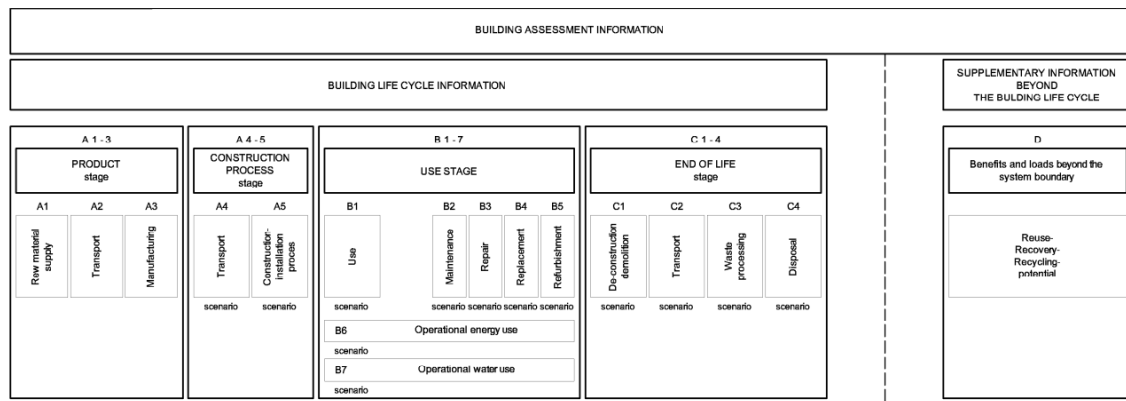 BUILDING ASSESSMENT INFORMATION
BUILDING LIFE CYCLE INFORMATION
SUPPLEMENTARY INFORMATION
BEYOND
THE BULDING LIFE CYCLE
A 1 - 3
A 4 - 5
B 1 - 7
C 1 - 4
D
PRODUCT
stage
CONSTRUCTION
PROCESS
stage
USE STAGE
END OF LIFE
stage
Benefits and loads beyond the
system boundary
A1
A2
A3
A4
A5
B1
B2
B3
B4
B5
C1
C2
C3
C4
Rew material
supply
Transport
Manufacturing
Transport
Construction-
installation
proces
Use
Maintenance
Repair
Replacement
Refurbishment
De-construction
demolition
Transport
Waste
processing
Disposal
Reuse-
Recovery-
Recycling-
potential
scenario
scenario
scenario
scenario
scenario
scenario
scenario
scenario
scenario
scenario
scenario
B6 Operational energy use
scenario
B7 Operational water use
scenario